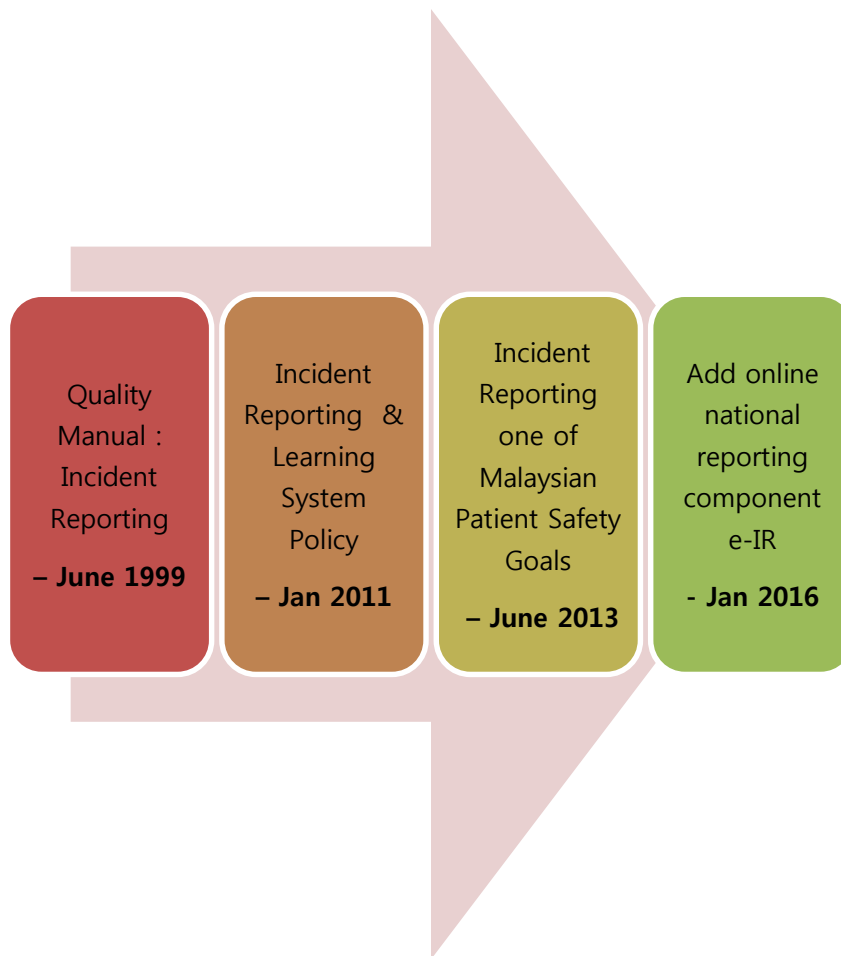 Quality
Manual :
Incident
Reporting
– June 1999
Incident
Reporting &
Learning
System
Policy
– Jan 2011
Incident
Reporting
one of
Malaysian
Patient Safety
Goals
– June 2013
Add online
national
reporting
component
e-IR
- Jan 2016